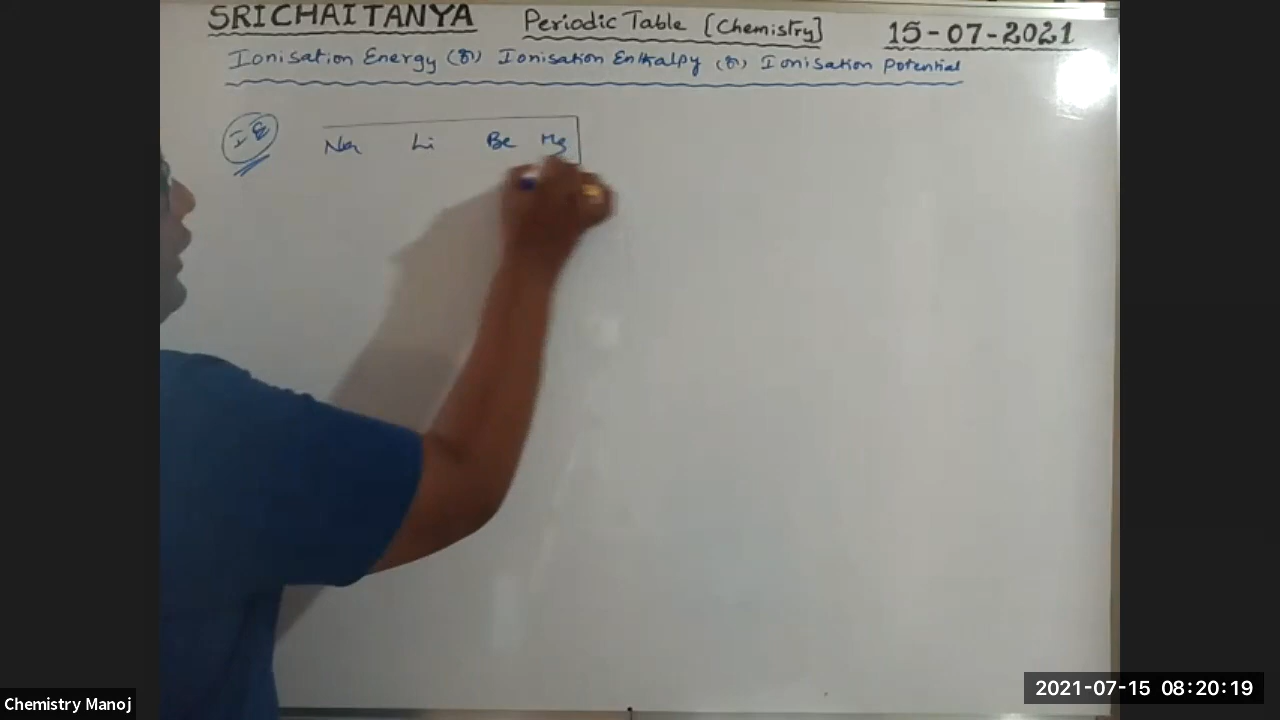 SRICHAITANYA Periodic Table [Chemistry] 15-07-2021
Ionisation Energy (or) Ionisation Enthalpy (or) Ionisation Potential
IE Na Li Be Mg
Chemistry Manoj
2021-07-15 08:20:19